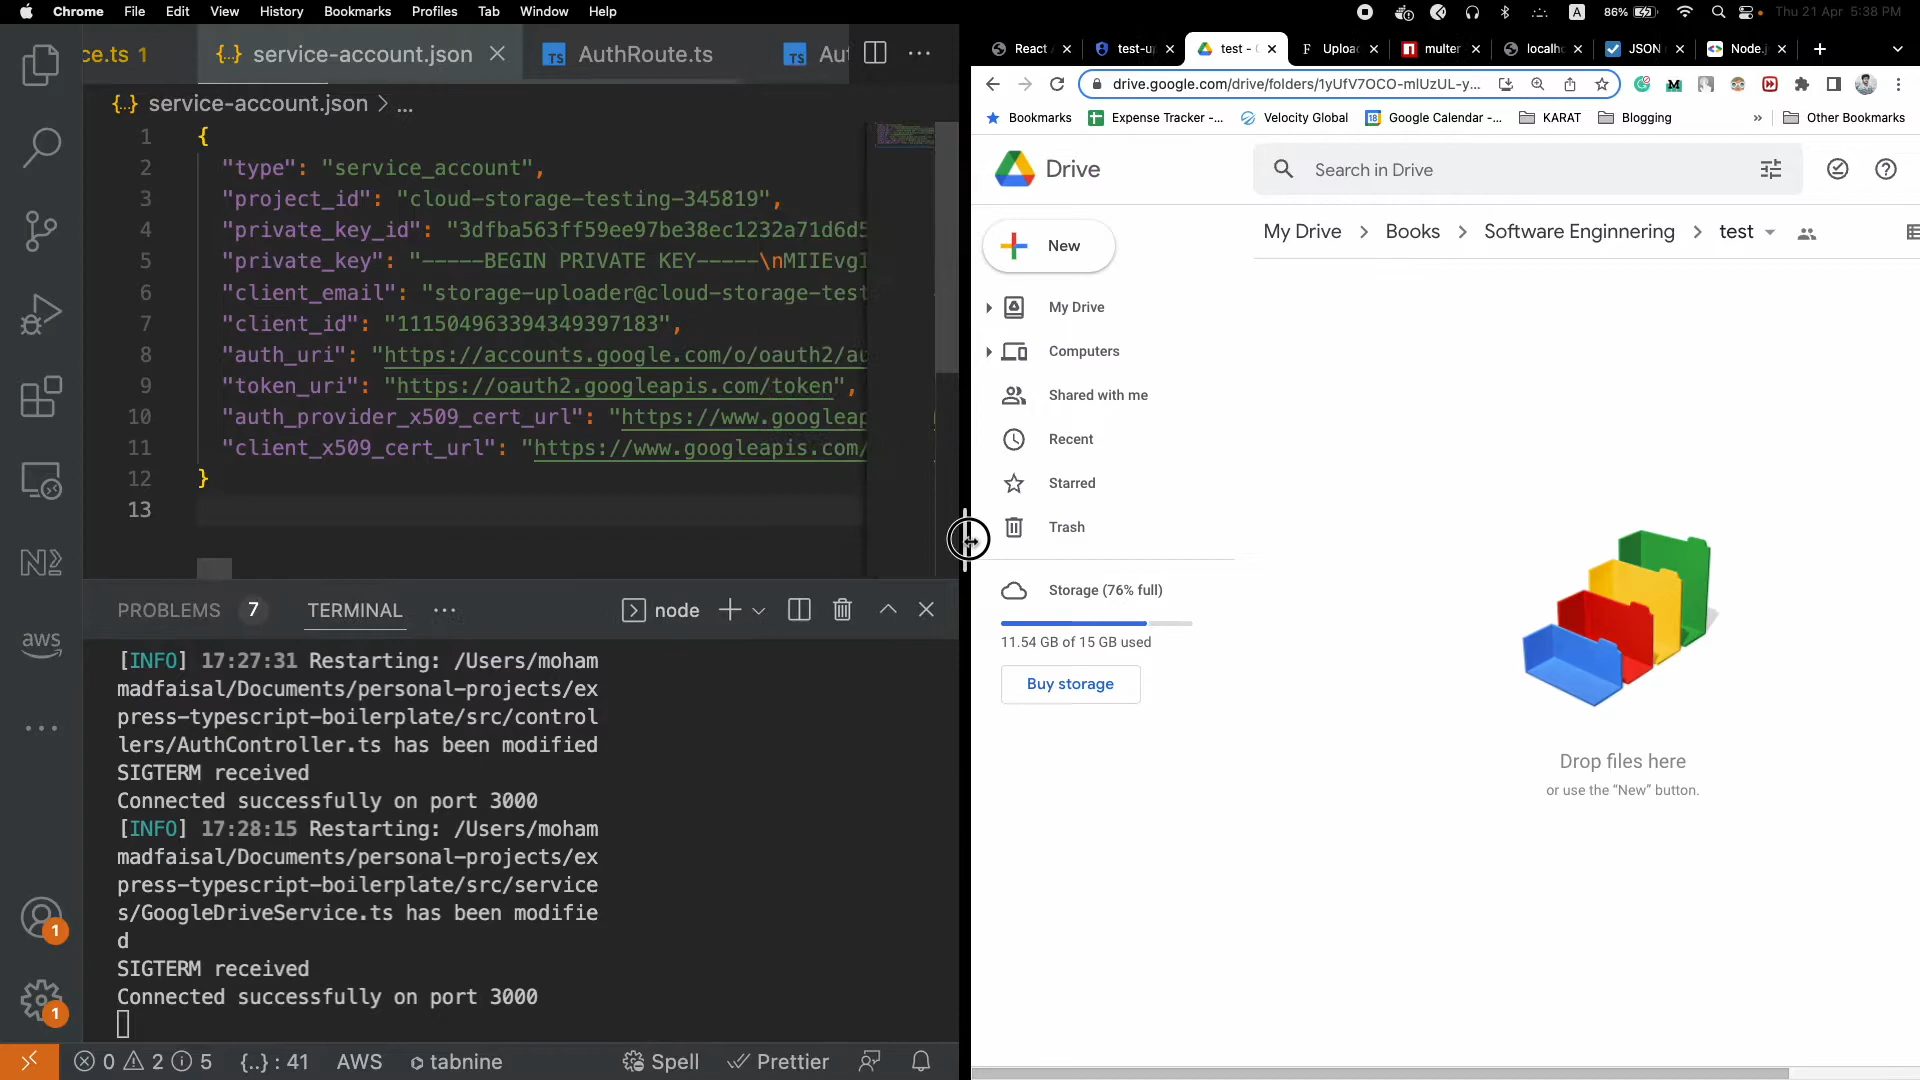 Chrome File Edit View History Bookmarks Profiles Tab Window Help
A 86% Thu 21 Apr 5:38 PM
ce.ts 1
{..} service-account.json
TS AuthRoute.ts
TS Aut
{..} service-account.json > ...
1 {
2 "type": "service_account",
3 "project_id": "cloud-storage-testing-345819",
4 "private_key_id": "3dfba563ff59ee97be38ec1232a71d6d5
5 "private_key": "-----BEGIN PRIVATE KEY-----\nMIIEvg1
6 "client_email": "storage-uploader@cloud-storage-test
7 "client_id": "111504963394349397183",
8 "auth_uri": "https://accounts.google.com/o/oauth2/au
9 "token_uri": "https://oauth2.googleapis.com/token",
10 "auth_provider_x509_cert_url": "https://www.googleap
11 "client_x509_cert_url": "https://www.googleapis.com/
12 }
13
PROBLEMS 7 TERMINAL ... node
[INFO] 17:27:31 Restarting: /Users/moham
madfaisal/Documents/personal-projects/ex
press-typescript-boilerplate/src/control
lers/AuthController.ts has been modified
SIGTERM received
Connected successfully on port 3000
[INFO] 17:28:15 Restarting: /Users/moham
madfaisal/Documents/personal-projects/ex
press-typescript-boilerplate/src/service
s/GoogleDriveService.ts has been modifie
d
SIGTERM received
Connected successfully on port 3000
aws
1
1
0 2 5 {..} : 41 AWS tabnine Spell Prettier
React test-u test - Uploa multer localh JSON Node.j
drive.google.com/drive/folders/1yUfV7OCO-mlUzUL-y...
Bookmarks Expense Tracker -... Velocity Global Google Calendar -... KARAT Blogging » Other Bookmarks
Drive
Search in Drive
New
My Drive > Books > Software Enginnering > test
My Drive
Computers
Shared with me
Recent
Starred
Trash
Storage (76% full)
11.54 GB of 15 GB used
Buy storage
Drop files here
or use the “New” button.